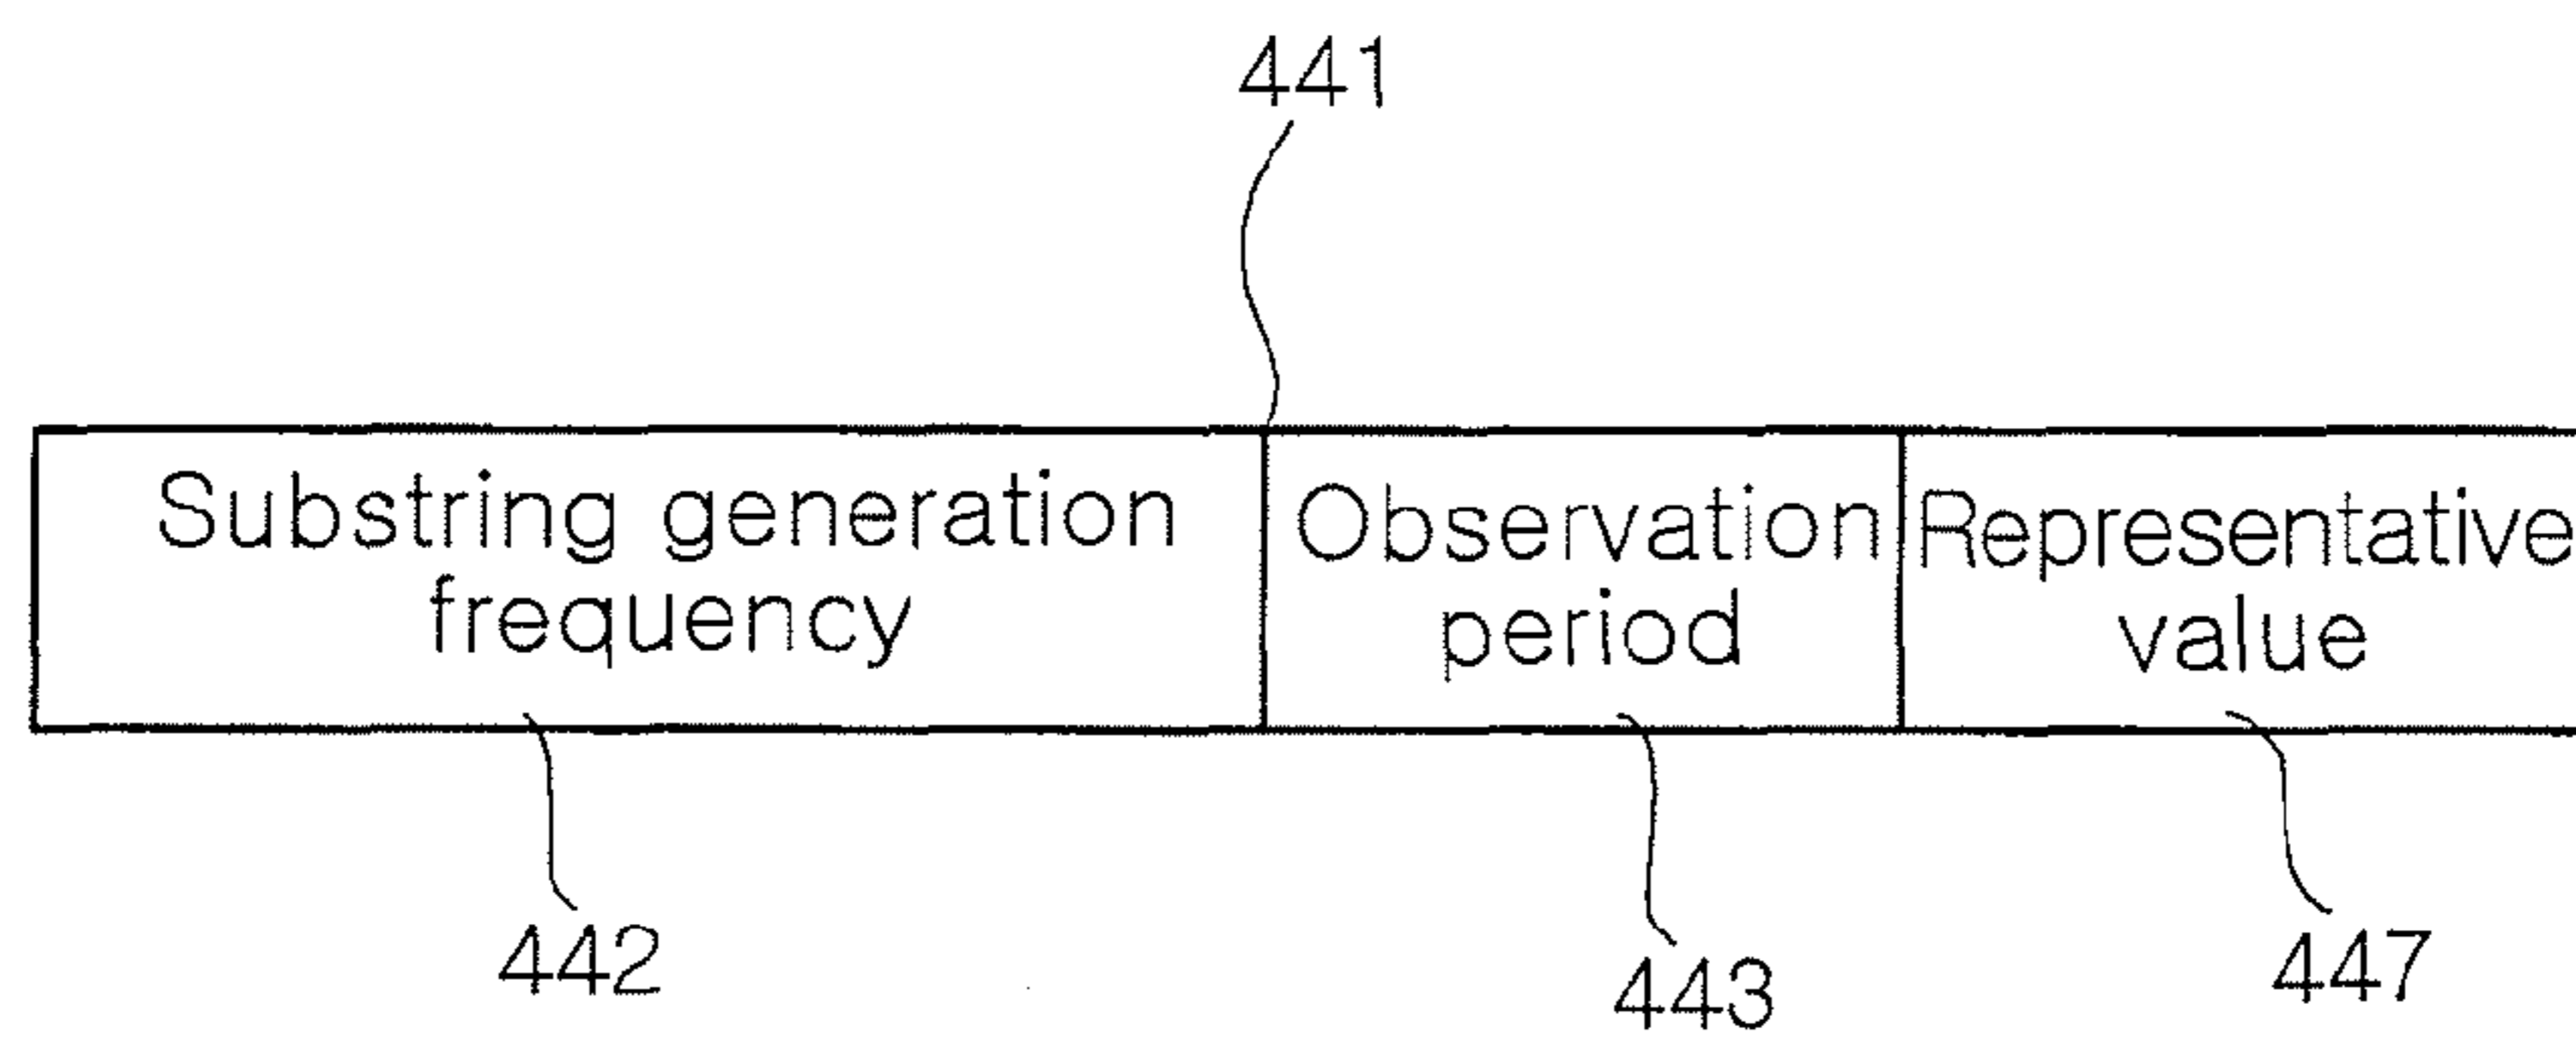 441
Substring generation
frequency
Observation
period
Representative
value
442
443
447